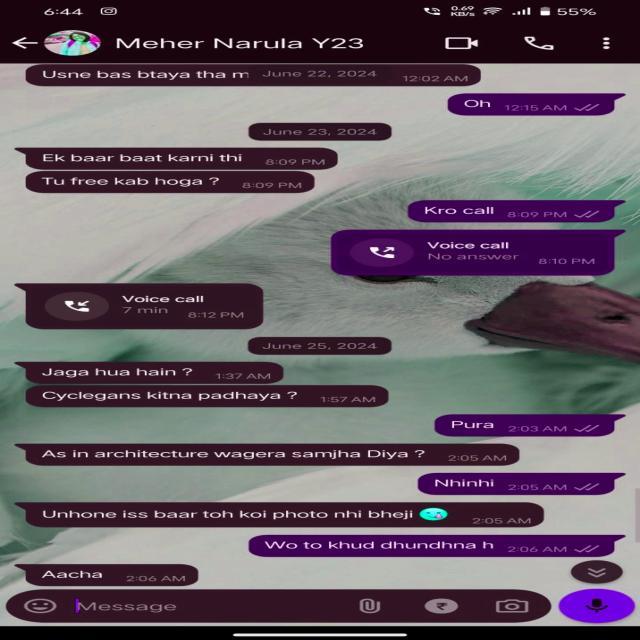 6:44
0.69 KB/s
55%
Meher Narula Y23
Usne bas btaya tha m
June 22, 2024
12:02 AM
Oh 12:15 AM
June 23, 2024
Ek baar baat karni thi 8:09 PM
Tu free kab hoga ? 8:09 PM
Kro call 8:09 PM
Voice call
No answer 8:10 PM
Voice call
7 min 8:12 PM
June 25, 2024
Jaga hua hain ? 1:37 AM
Cyclegans kitna padhaya ? 1:57 AM
Pura 2:03 AM
As in architecture wagera samjha Diya ? 2:05 AM
Nhinhi 2:05 AM
Unhone iss baar toh koi photo nhi bheji 2:05 AM
Wo to khud dhundhna h 2:06 AM
Aacha 2:06 AM
Message
₹